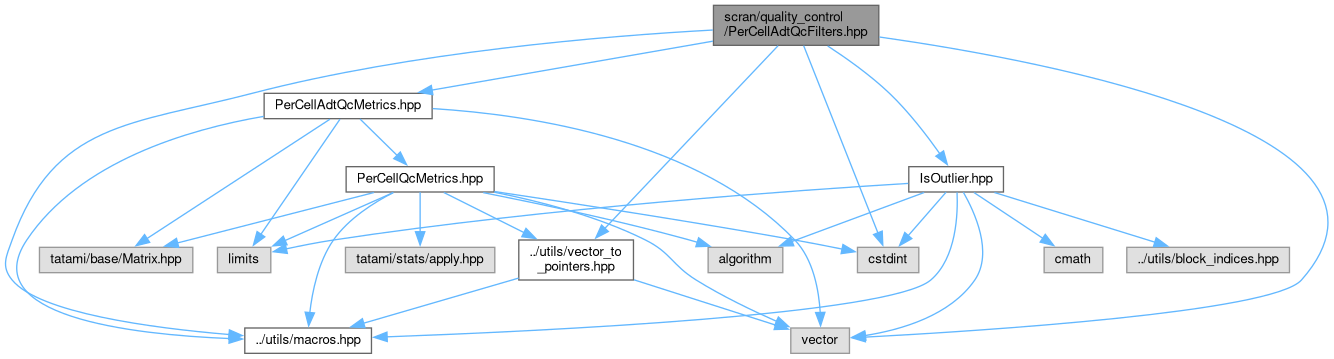 scran/quality_control
/PerCellAdtQcFilters.hpp
PerCellAdtQcMetrics.hpp
PerCellQcMetrics.hpp
IsOutlier.hpp
tatami/base/Matrix.hpp
limits
tatami/stats/apply.hpp
../utils/vector_to
_pointers.hpp
algorithm
cstdint
cmath
../utils/block_indices.hpp
../utils/macros.hpp
vector